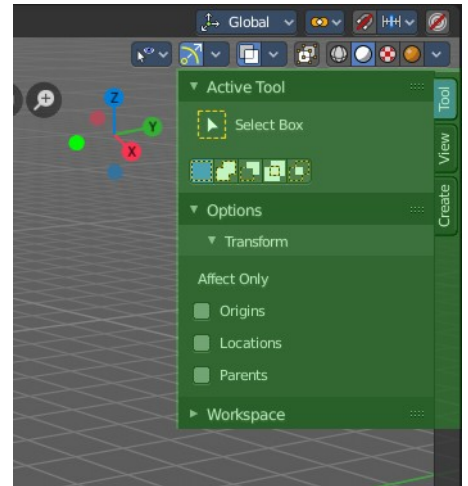 Global
Z
Y
X
Active Tool
Select Box
Options
Transform
Affect Only
Origins
Locations
Parents
Workspace
Tool
View
Create